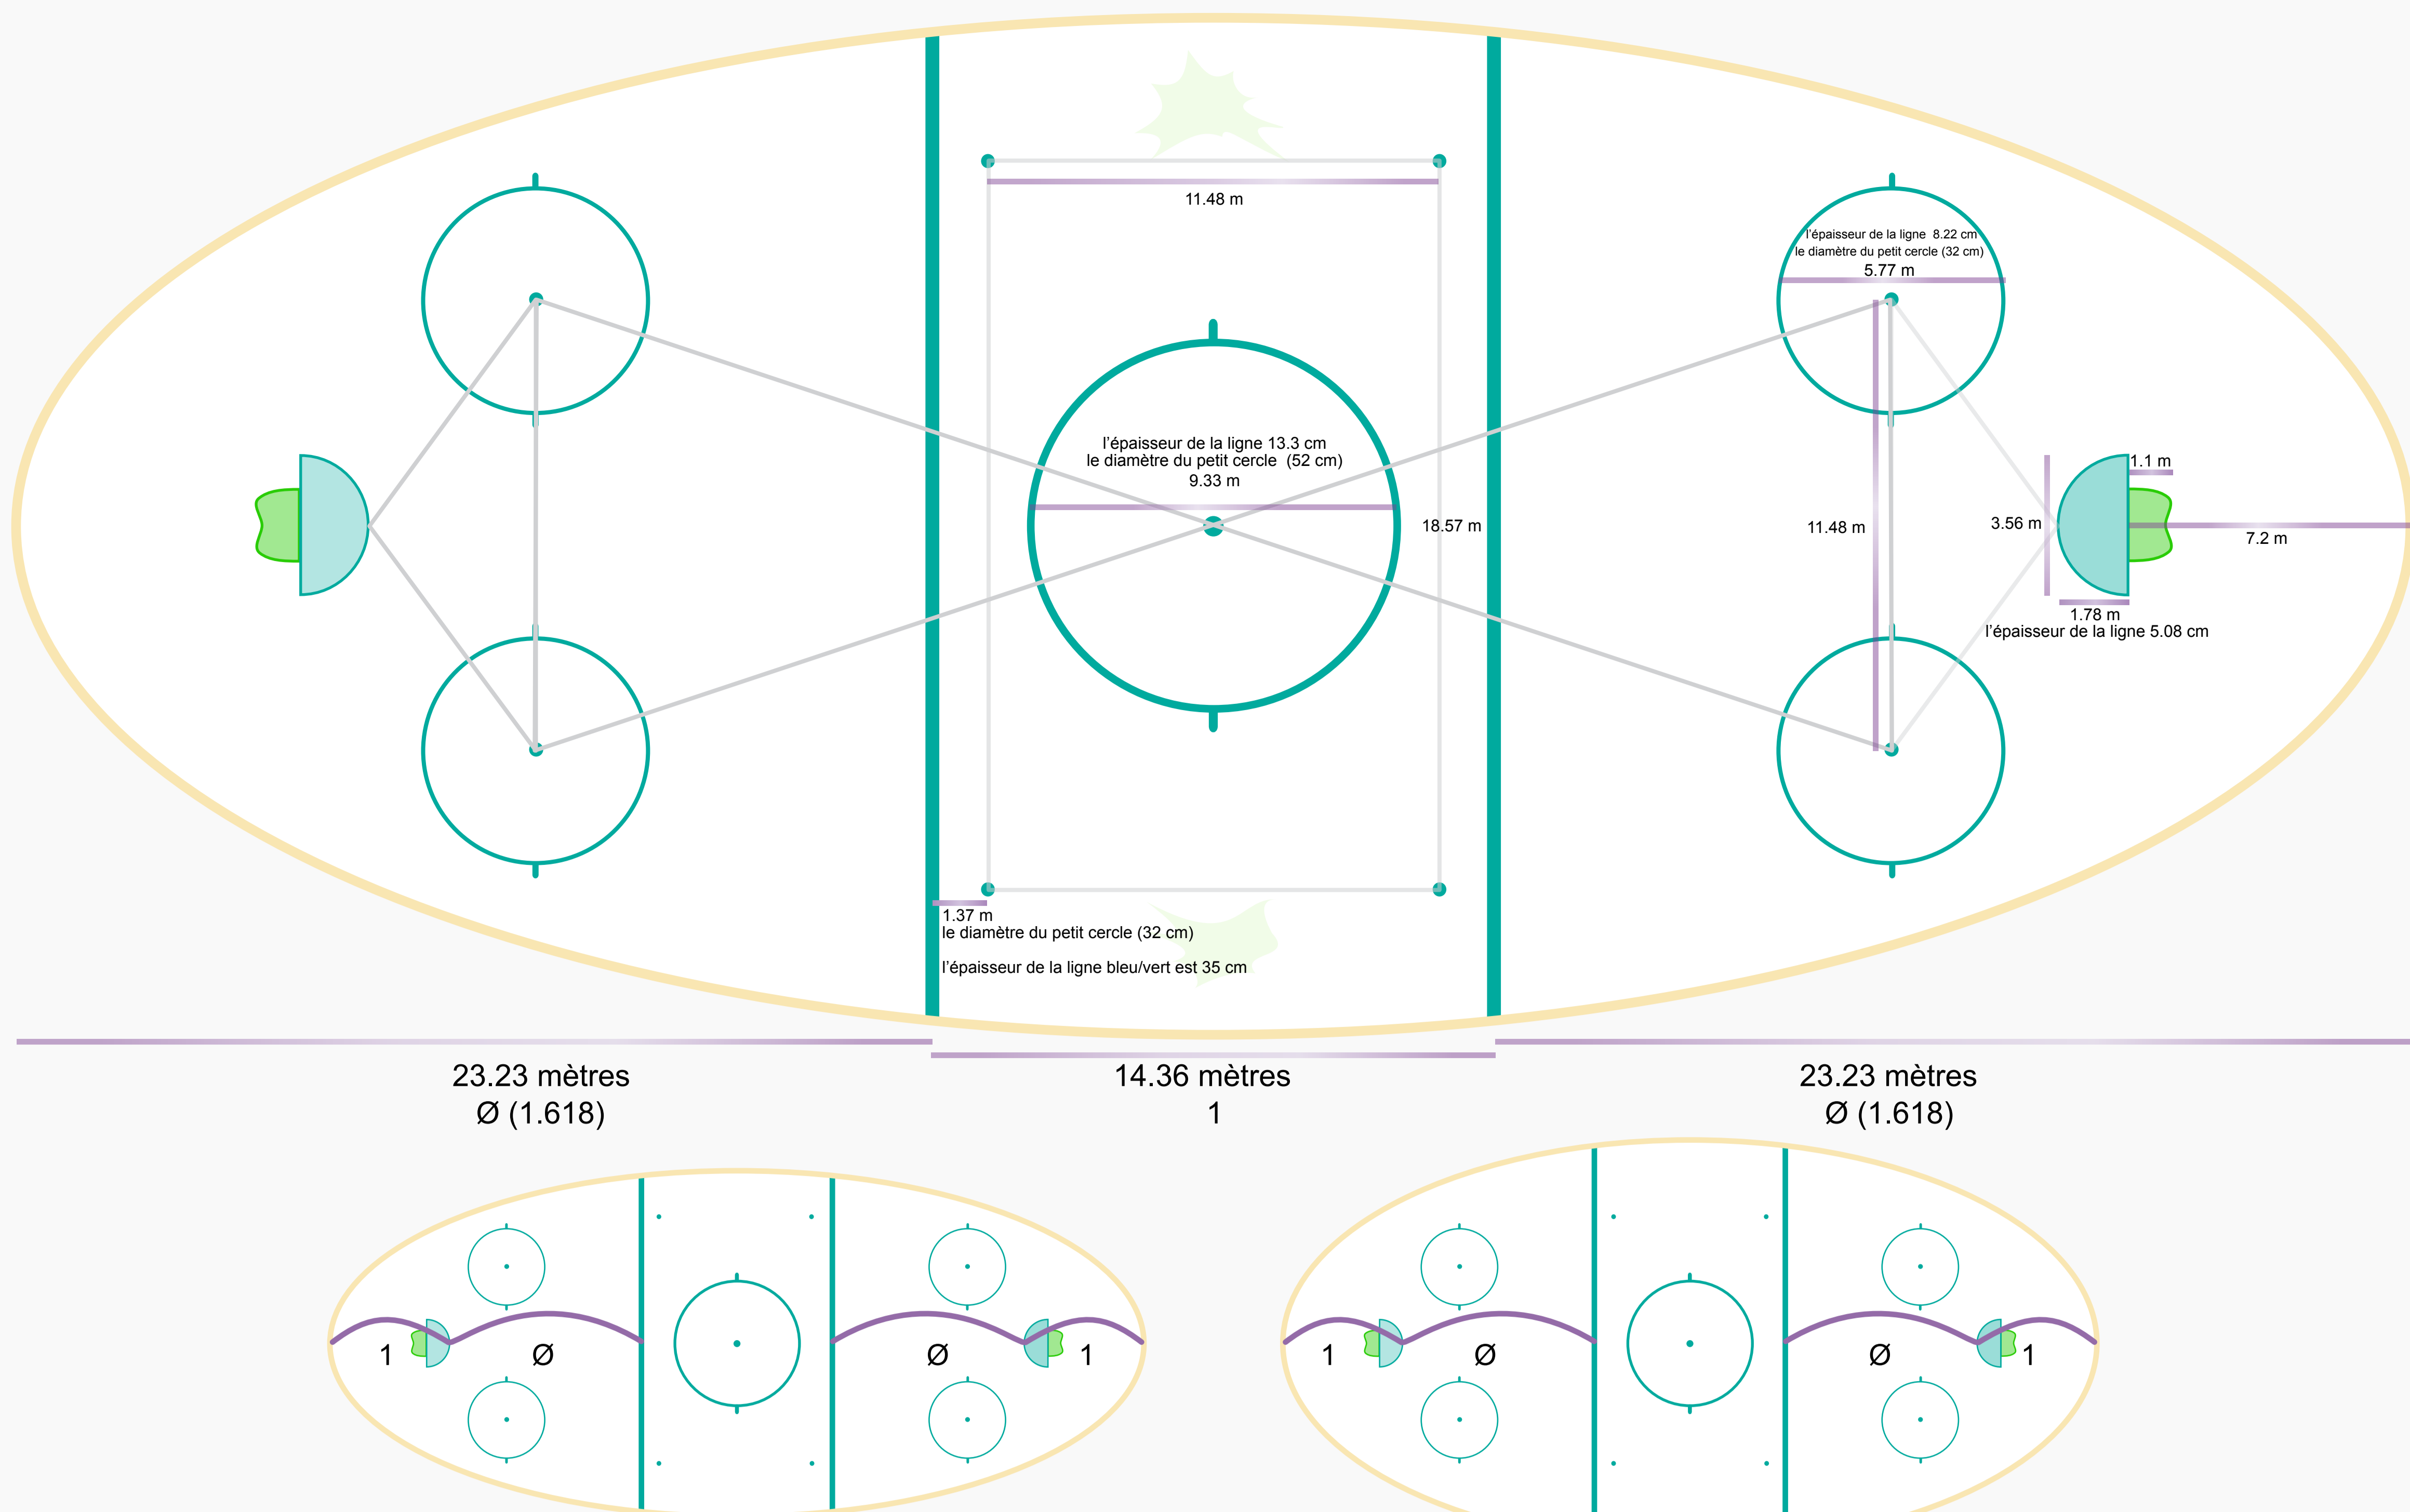 11.48 m
l'épaisseur de la ligne 8.22 cm
le diamètre du petit cercle (32 cm)
5.77 m
l'épaisseur de la ligne 13.3 cm
le diamètre du petit cercle (52 cm)
9.33 m
18.57 m
11.48 m
3.56 m
1.1 m
7.2 m
1.78 m
l'épaisseur de la ligne 5.08 cm
1.37 m
le diamètre du petit cercle (32 cm)
l'épaisseur de la ligne bleu/vert est 35 cm
23.23 mètres
Ø (1.618)
14.36 mètres
1
23.23 mètres
Ø (1.618)
1 Ø Ø 1
1 Ø Ø 1